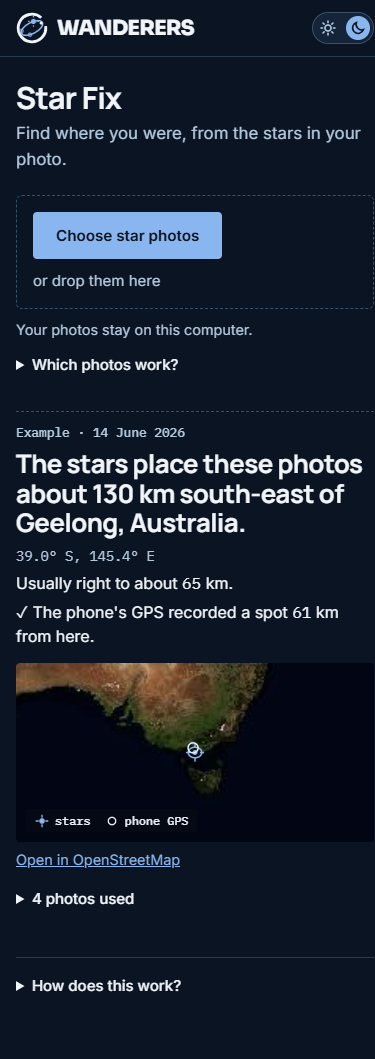 WANDERERS
Star Fix
Find where you were, from the stars in your
photo.
Choose star photos
or drop them here
Your photos stay on this computer.
Which photos work?
Example · 14 June 2026
The stars place these photos
about 130 km south-east of
Geelong, Australia.
39.0° S, 145.4° E
Usually right to about 65 km.
✓ The phone's GPS recorded a spot 61 km
from here.
stars phone GPS
Open in OpenStreetMap
4 photos used
How does this work?